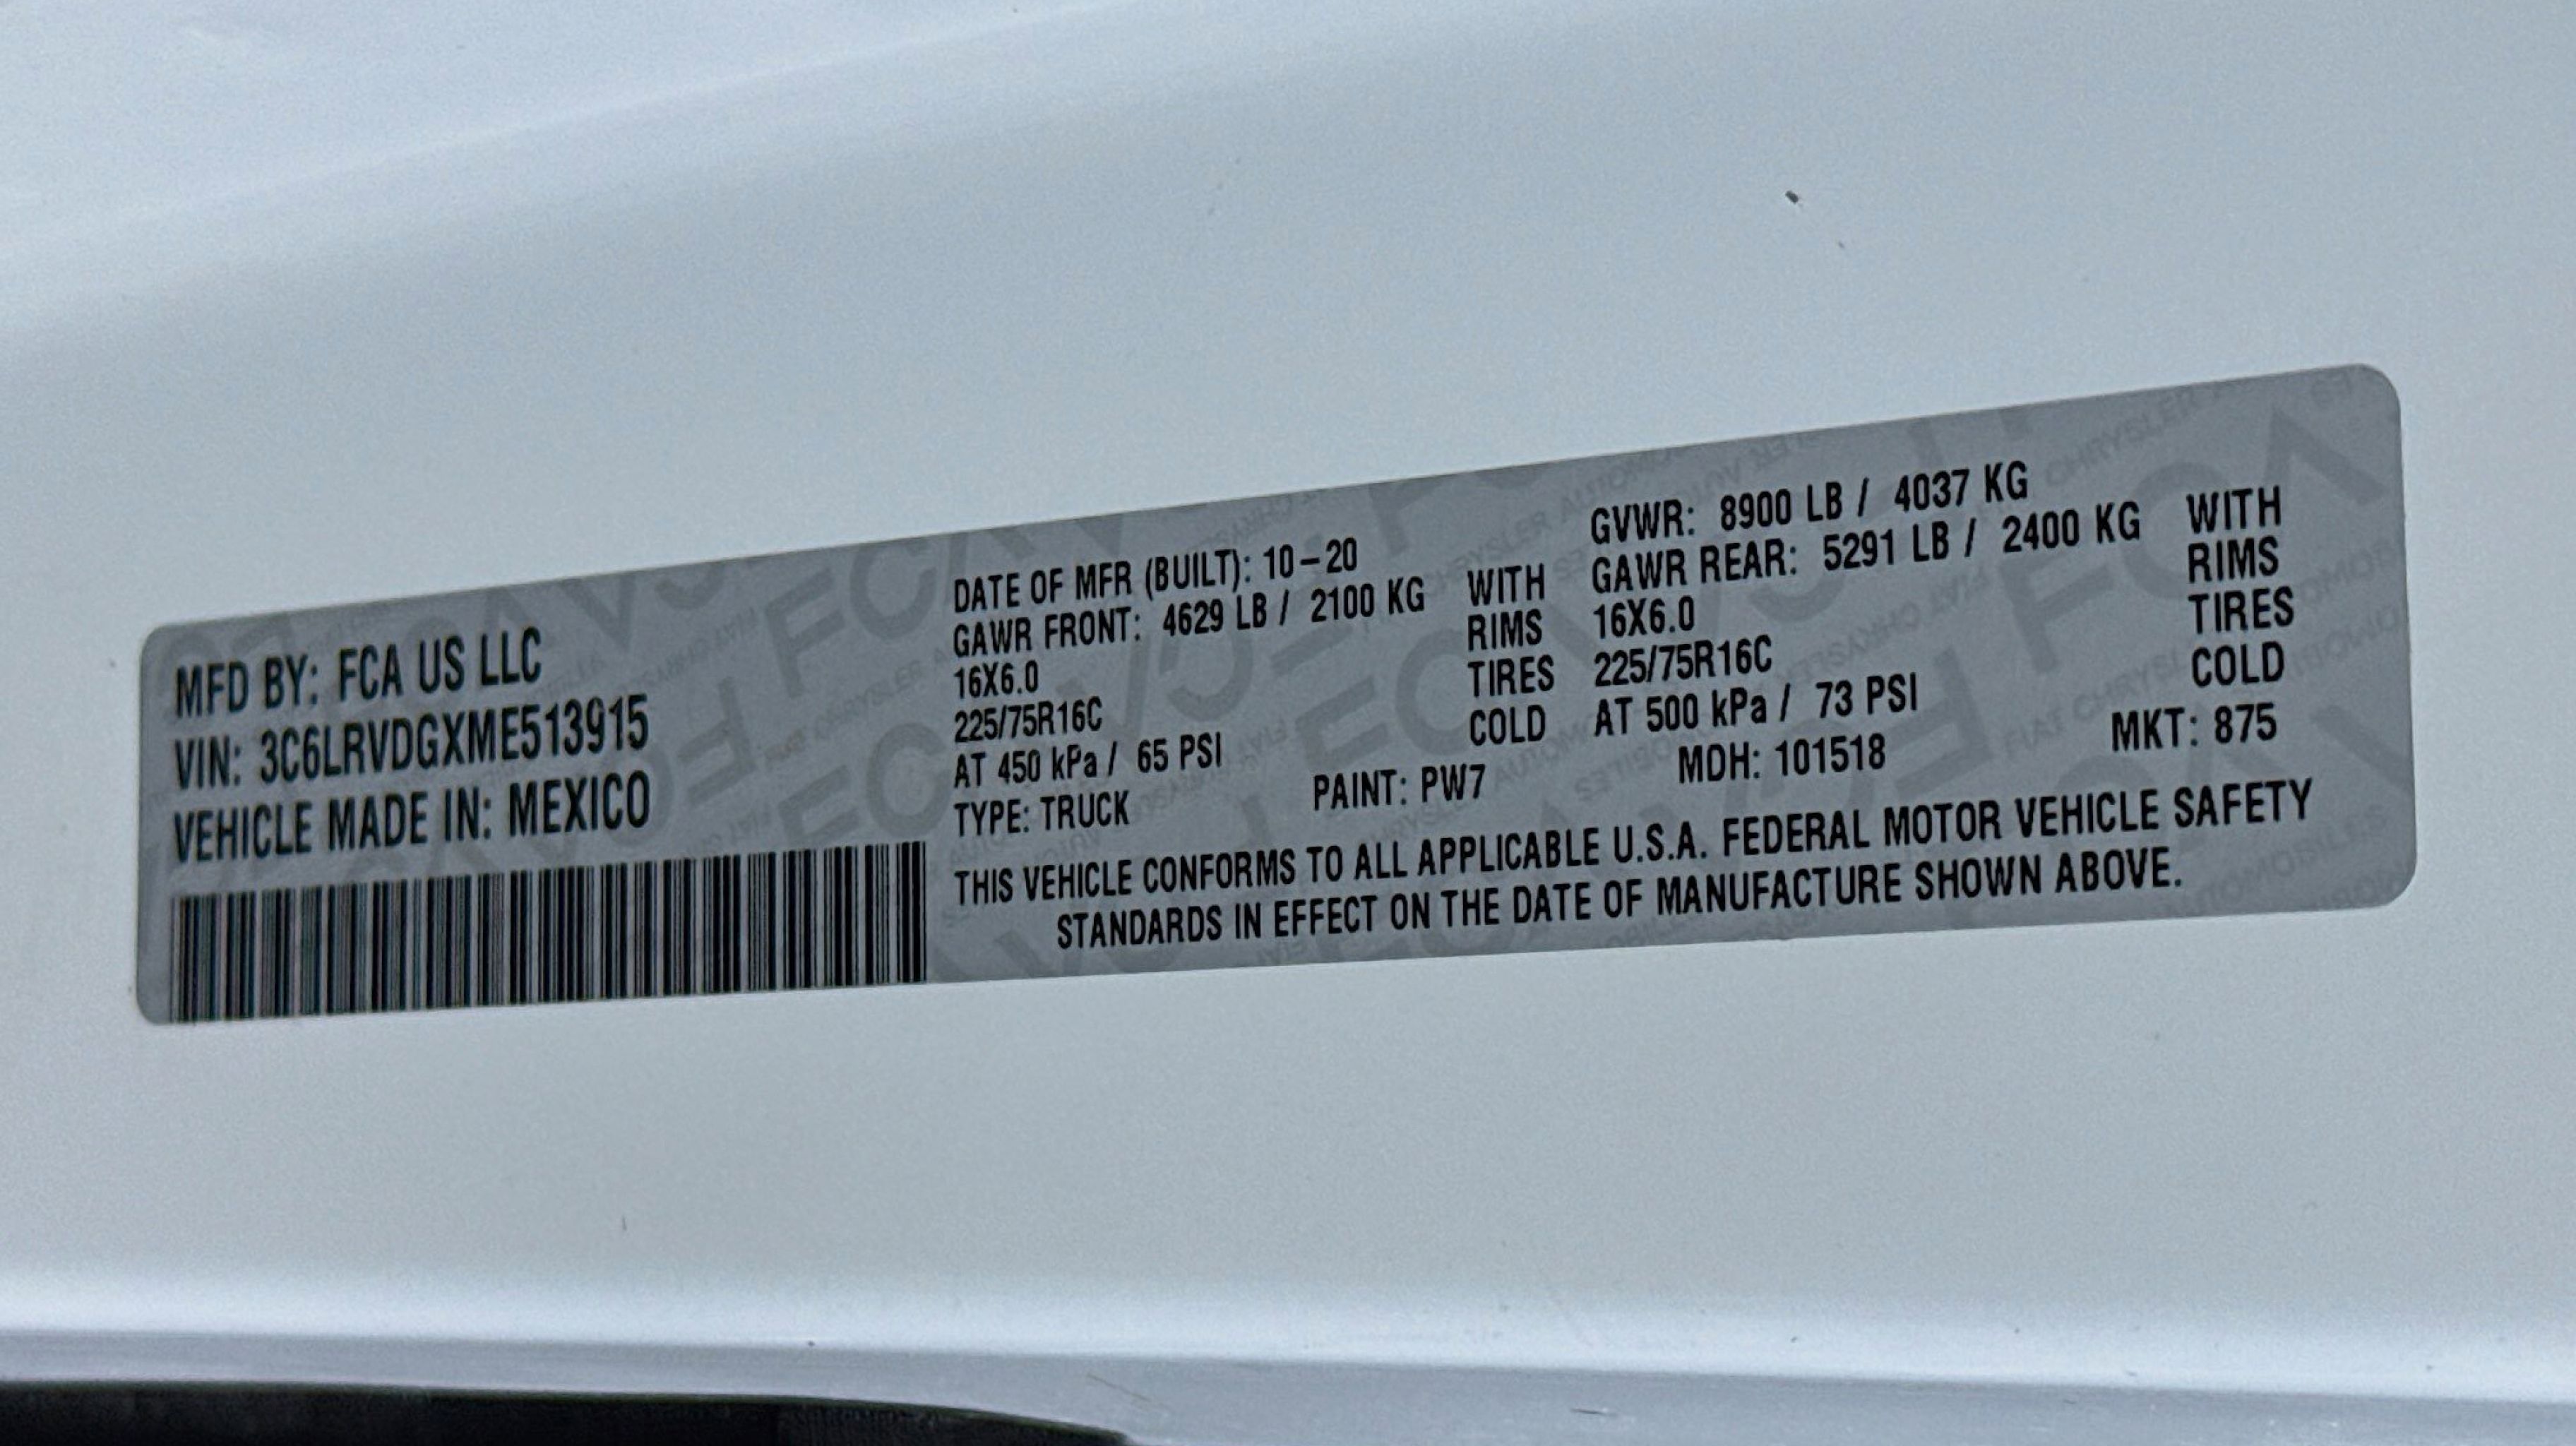 MFD BY: FCA US LLC
VIN: 3C6LRVDGXME513915
VEHICLE MADE IN: MEXICO
DATE OF MFR (BUILT): 10-20
GVWR: 8900 LB / 4037 KG
GAWR FRONT: 4629 LB / 2100 KG WITH
16X6.0 RIMS
225/75R16C TIRES
AT 450 kPa / 65 PSI COLD
GAWR REAR: 5291 LB / 2400 KG WITH
16X6.0 RIMS
225/75R16C TIRES
AT 500 kPa / 73 PSI COLD
TYPE: TRUCK PAINT: PW7 MDH: 101518 MKT: 875
THIS VEHICLE CONFORMS TO ALL APPLICABLE U.S.A. FEDERAL MOTOR VEHICLE SAFETY
STANDARDS IN EFFECT ON THE DATE OF MANUFACTURE SHOWN ABOVE.